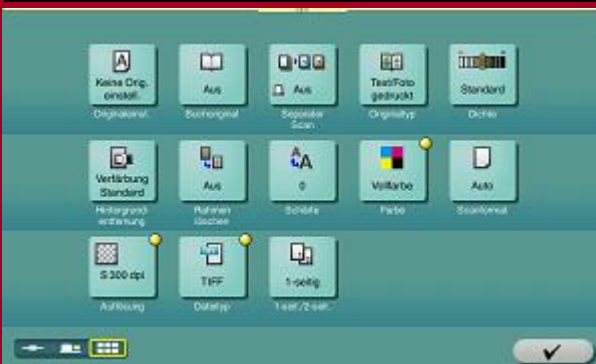 Keine Orig.
einstell.
Originaleinst.
Aus
Buchoriginal
Aus
Separater
Scan
Text/Foto
gedruckt
Originaltyp
Standard
Dichte
Verfärbung
Standard
Hintergrund-
entfernung
Aus
Rahmen
löschen
0
Schärfe
Vollfarbe
Farbe
Auto
Scanformat
S 300 dpi
Auflösung
TIFF
Dateityp
1-seitig
1-seit./2-seit.